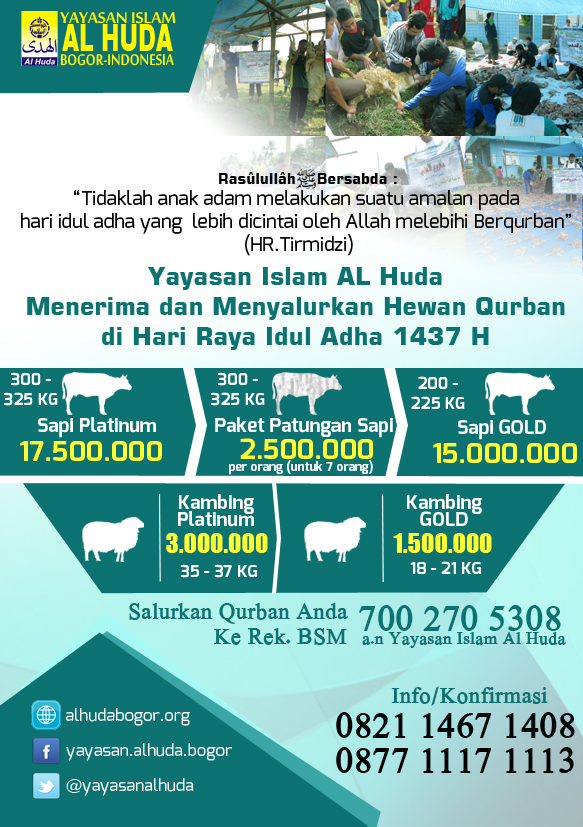 YAYASAN ISLAM
AL HUDA
BOGOR-INDONESIA
الهدى
Al Huda
Rasûlullâh ﷺ Bersabda :
“Tidaklah anak adam melakukan suatu amalan pada
hari idul adha yang lebih dicintai oleh Allah melebihi Berqurban”
(HR.Tirmidzi)
Yayasan Islam AL Huda
Menerima dan Menyalurkan Hewan Qurban
di Hari Raya Idul Adha 1437 H
300 -
325 KG
Sapi Platinum
17.500.000
300 -
325 KG
Paket Patungan Sapi
2.500.000
per orang (untuk 7 orang)
200 -
225 KG
Sapi GOLD
15.000.000
Kambing
Platinum
3.000.000
35 - 37 KG
Kambing
GOLD
1.500.000
18 - 21 KG
Salurkan Qurban Anda
Ke Rek. BSM
700 270 5308
a.n Yayasan Islam Al Huda
Info/Konfirmasi
0821 1467 1408
0877 1117 1113
alhudabogor.org
yayasan.alhuda.bogor
@yayasanalhuda